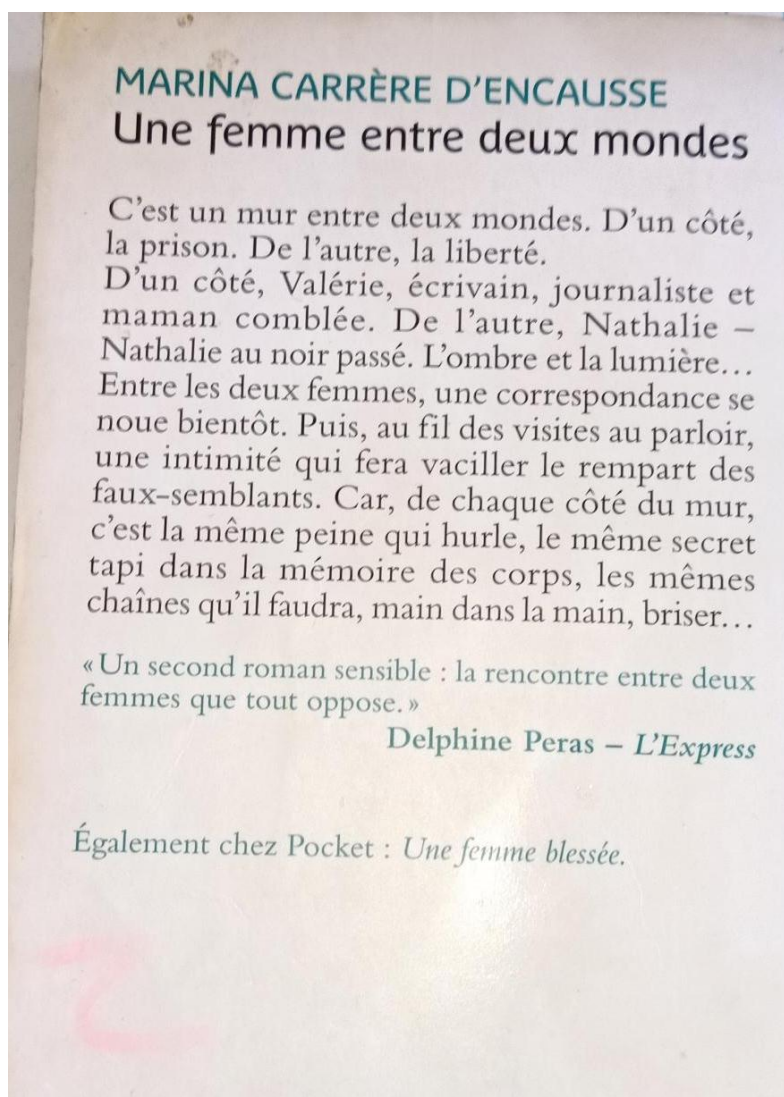 MARINA CARRÈRE D'ENCAUSSE
Une femme entre deux mondes
C'est un mur entre deux mondes. D'un côté,
la prison. De l'autre, la liberté.
D'un côté, Valérie, écrivain, journaliste et
maman comblée. De l'autre, Nathalie –
Nathalie au noir passé. L'ombre et la lumière...
Entre les deux femmes, une correspondance se
noue bientôt. Puis, au fil des visites au parloir,
une intimité qui fera vaciller le rempart des
faux-semblants. Car, de chaque côté du mur,
c'est la même peine qui hurle, le même secret
tapi dans la mémoire des corps, les mêmes
chaînes qu'il faudra, main dans la main, briser...
« Un second roman sensible : la rencontre entre deux
femmes que tout oppose. »
Delphine Peras – L'Express
Également chez Pocket : Une femme blessée.